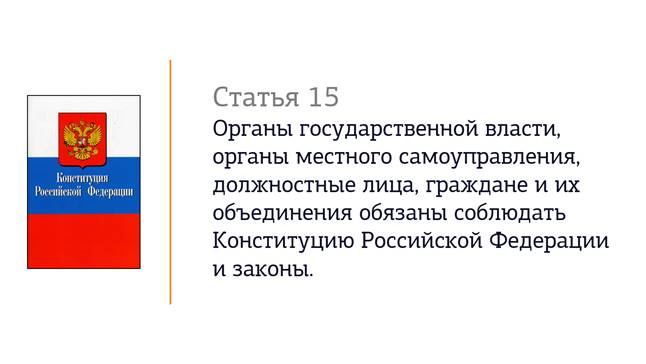 Конституция
Российской Федерации
Статья 15
Органы государственной власти,
органы местного самоуправления,
должностные лица, граждане и их
объединения обязаны соблюдать
Конституцию Российской Федерации
и законы.